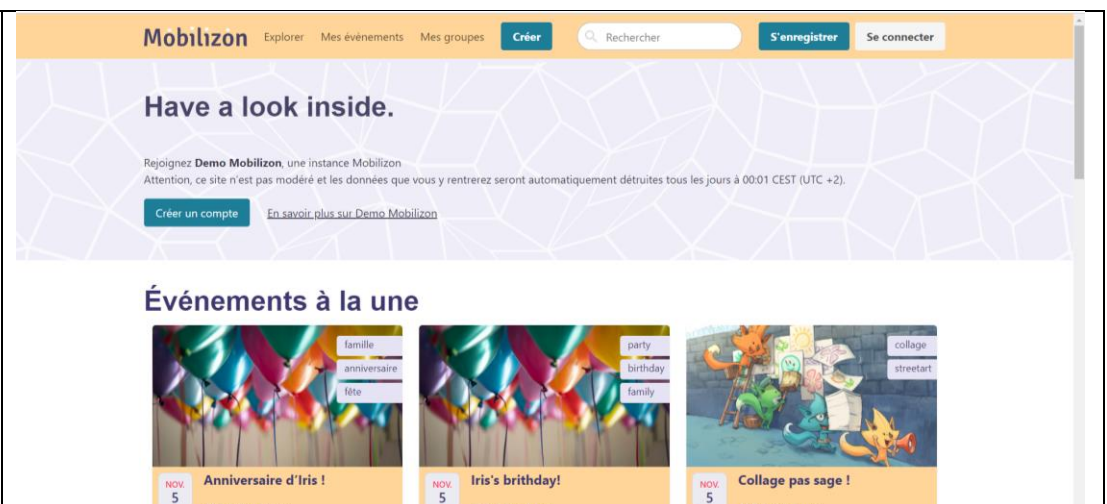 Mobilizon Explorer Mes événements Mes groupes Créer Rechercher S'enregistrer Se connecter
Have a look inside.
Rejoignez Demo Mobilizon, une instance Mobilizon
Attention, ce site n'est pas modéré et les données que vous y rentrerez seront automatiquement détruites tous les jours à 00:01 CEST (UTC +2).
Créer un compte En savoir plus sur Demo Mobilizon
Événements à la une
famille
anniversaire
fête
party
birthday
family
collage
streetart
NOV.
5
Anniversaire d'Iris !
NOV.
5
Iris's brithday!
NOV.
5
Collage pas sage !